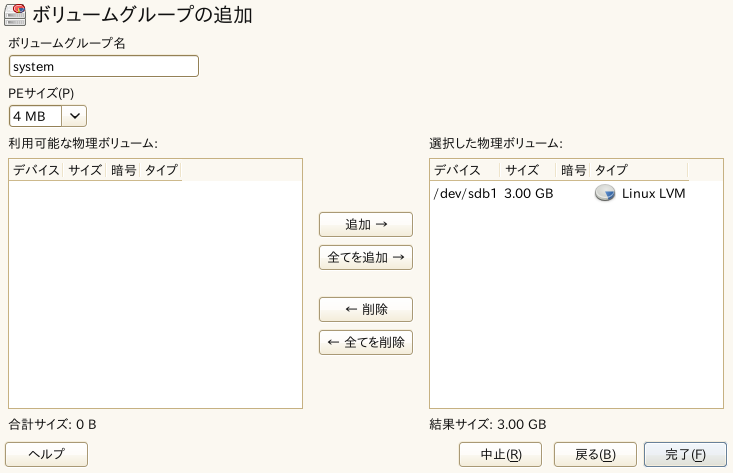 ボリュームグループの追加
ボリュームグループ名
system
PEサイズ(P)
4 MB
利用可能な物理ボリューム:
デバイス サイズ 暗号 タイプ
合計サイズ: 0 B
追加 →
全てを追加 →
← 削除
← 全てを削除
選択した物理ボリューム:
デバイス サイズ 暗号 タイプ
/dev/sdb1 3.00 GB Linux LVM
結果サイズ: 3.00 GB
ヘルプ 中止(R) 戻る(B) 完了(F)